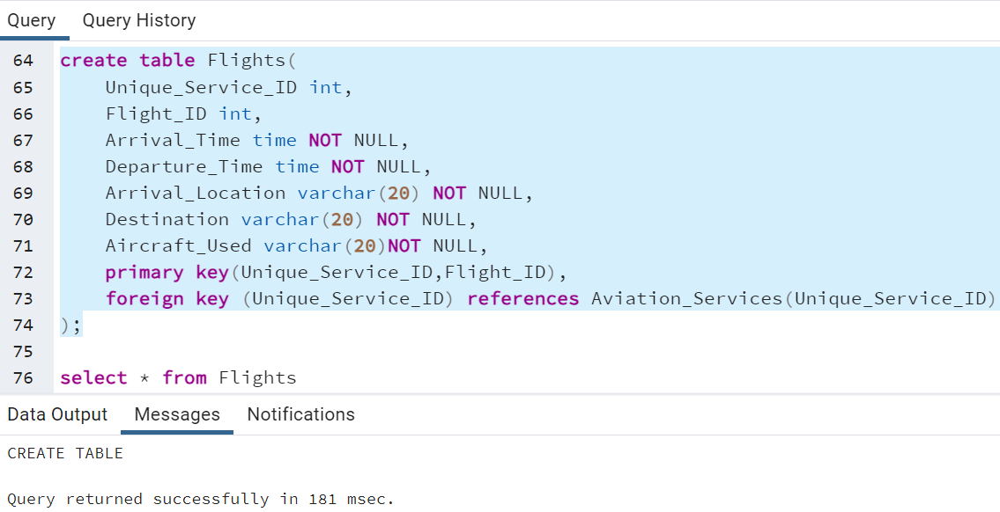 Query Query History
64 create table Flights(
65 Unique_Service_ID int,
66 Flight_ID int,
67 Arrival_Time time NOT NULL,
68 Departure_Time time NOT NULL,
69 Arrival_Location varchar(20) NOT NULL,
70 Destination varchar(20) NOT NULL,
71 Aircraft_Used varchar(20)NOT NULL,
72 primary key(Unique_Service_ID,Flight_ID),
73 foreign key (Unique_Service_ID) references Aviation_Services(Unique_Service_ID)
74 );
75
76 select * from Flights
Data Output Messages Notifications
CREATE TABLE
Query returned successfully in 181 msec.